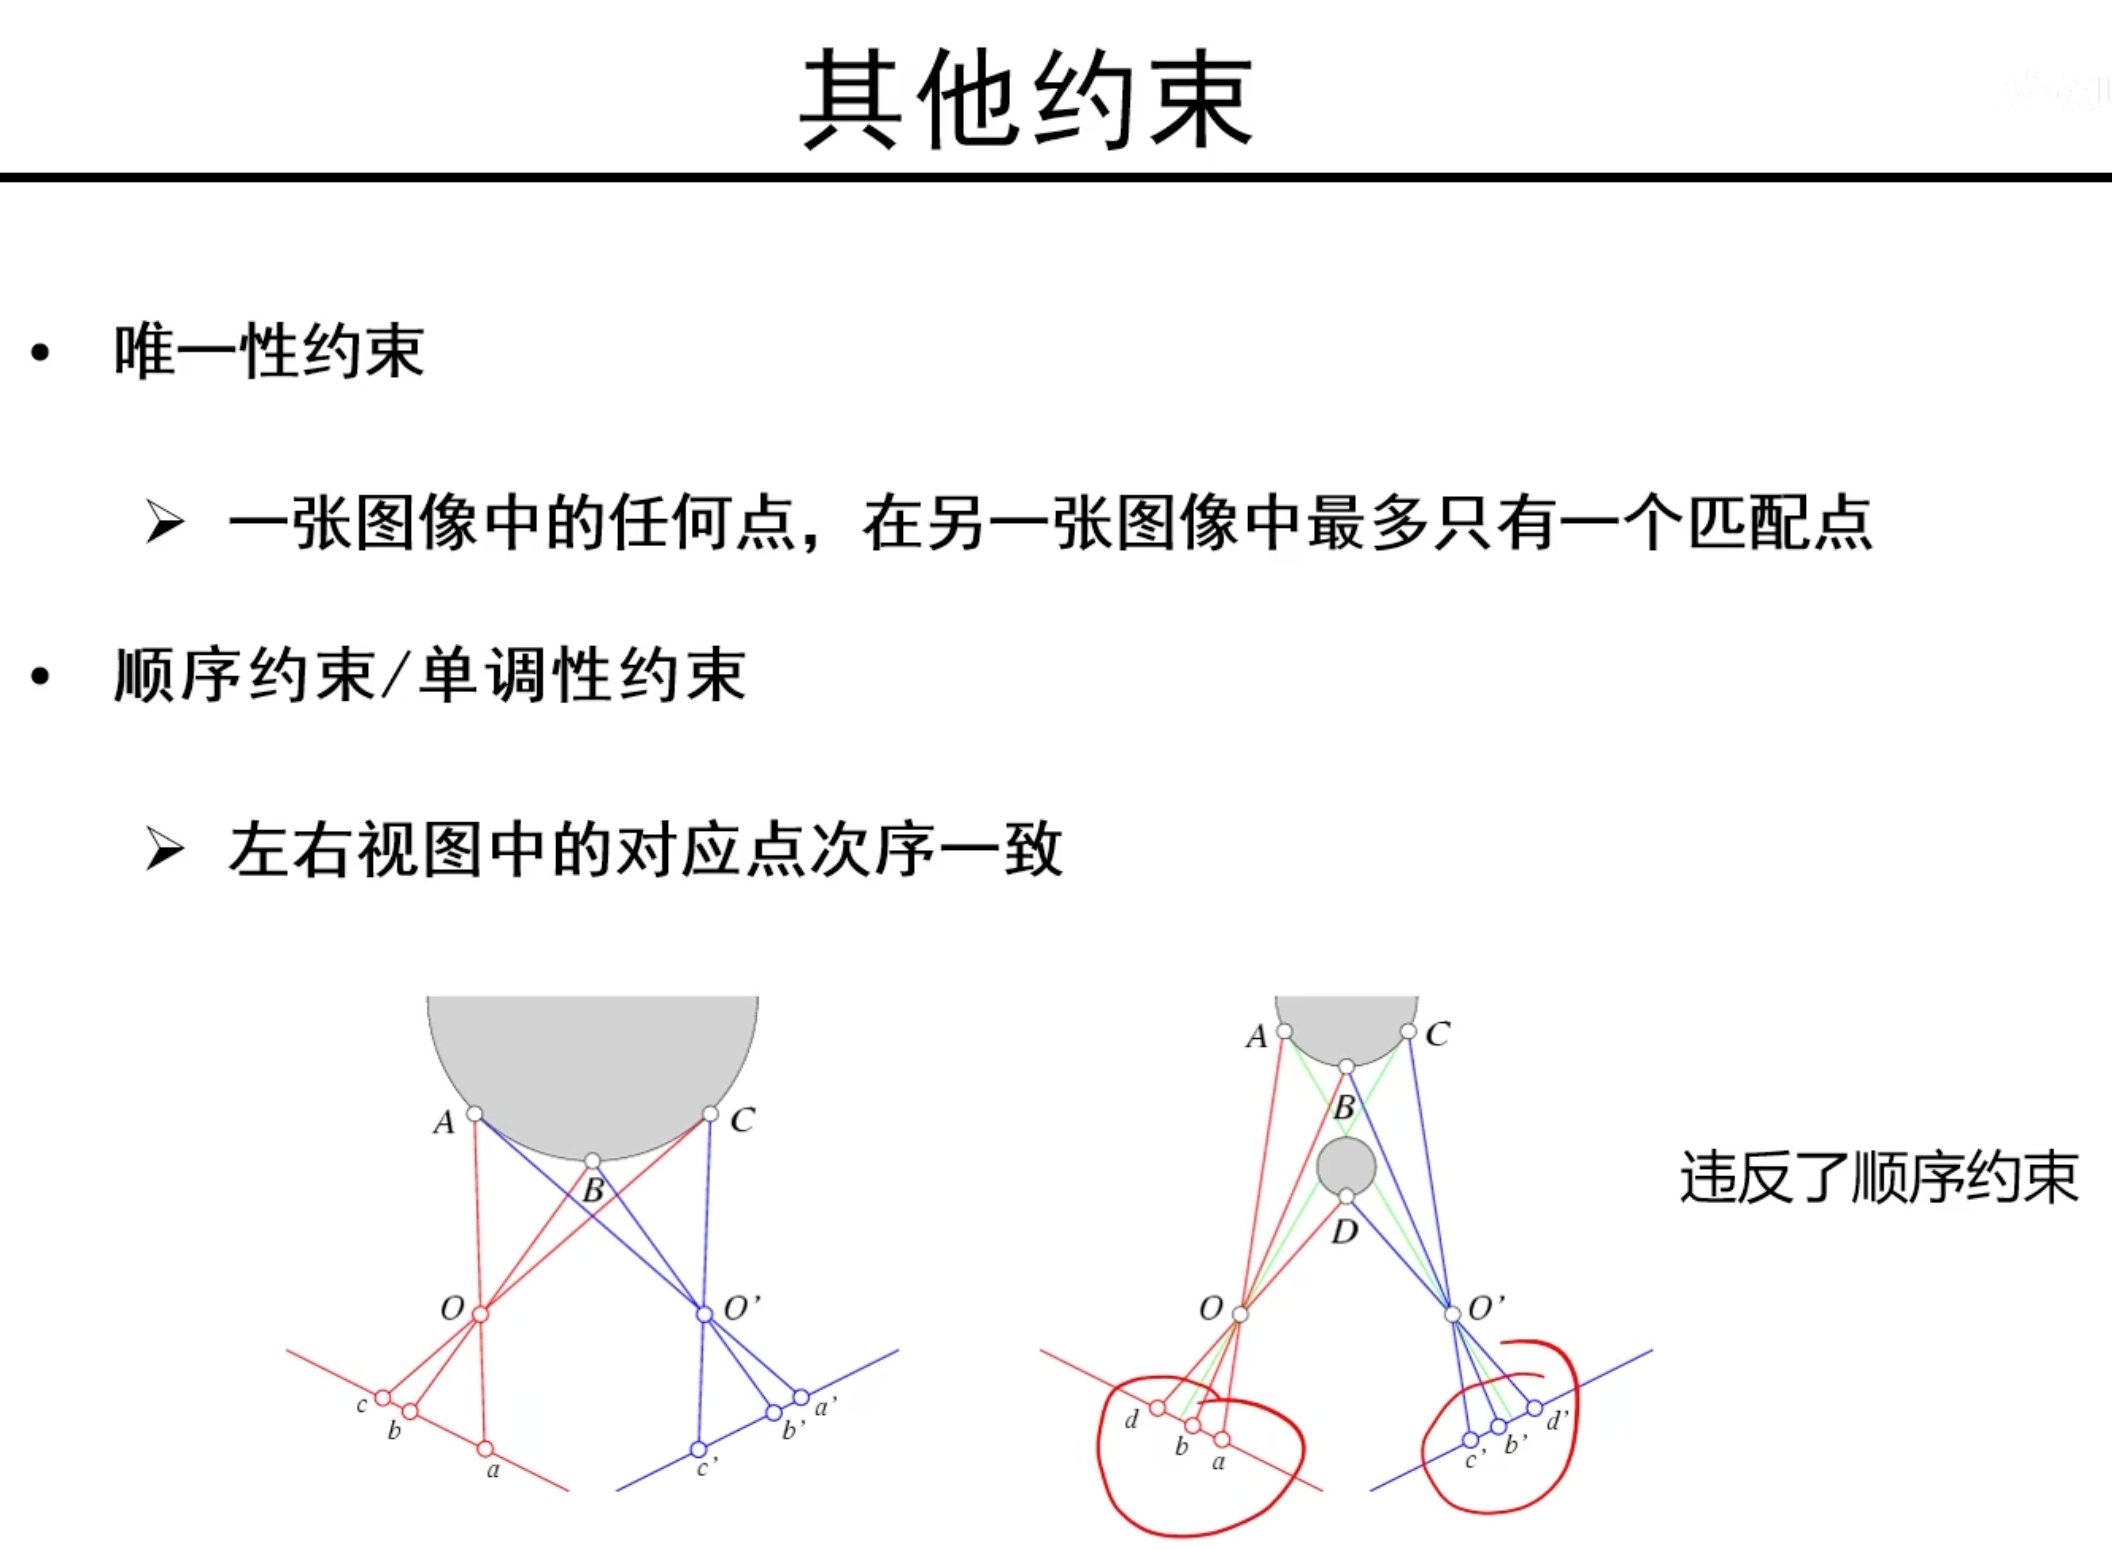 其他约束
• 唯一性约束
➢ 一张图像中的任何点，在另一张图像中最多只有一个匹配点
• 顺序约束/单调性约束
➢ 左右视图中的对应点次序一致
A C
B
O O’
c b a
c’ b’ a’
A C
B
D
O O’
d b a
c’ b’ d’
违反了顺序约束